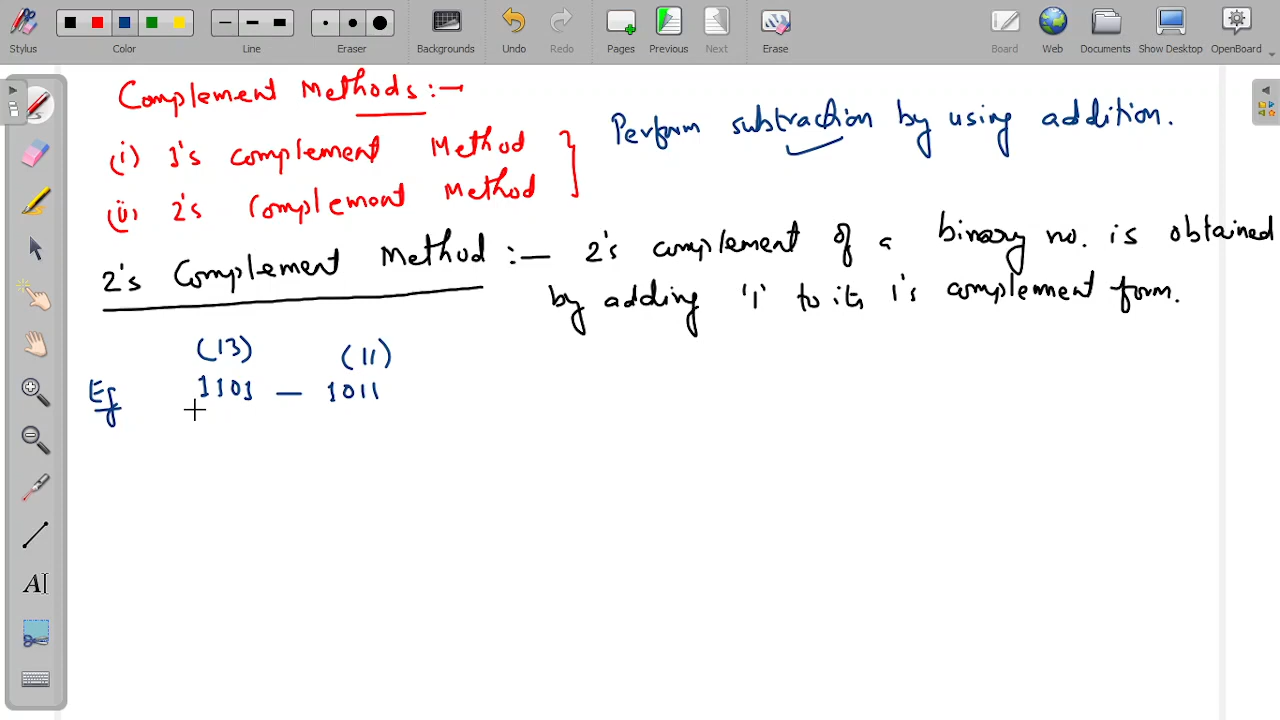 Stylus Color Line Eraser Backgrounds Undo Redo Pages Previous Next Erase Board Web Documents Show Desktop OpenBoard
Complement Methods :-
(i) 1's complement Method
(ii) 2's Complement Method
Perform subtraction by using addition.
2's Complement Method :- 2's complement of a binary no. is obtained
by adding '1' to its 1's complement form.
(13) (11)
Eg 1101 - 1011
AI